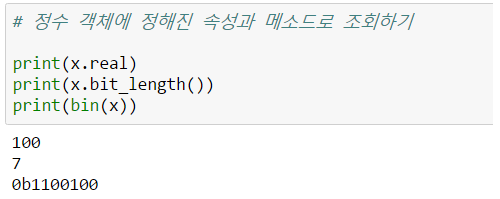 # 정수 객체에 정해진 속성과 메소드로 조회하기
print(x.real)
print(x.bit_length())
print(bin(x))
100
7
0b1100100